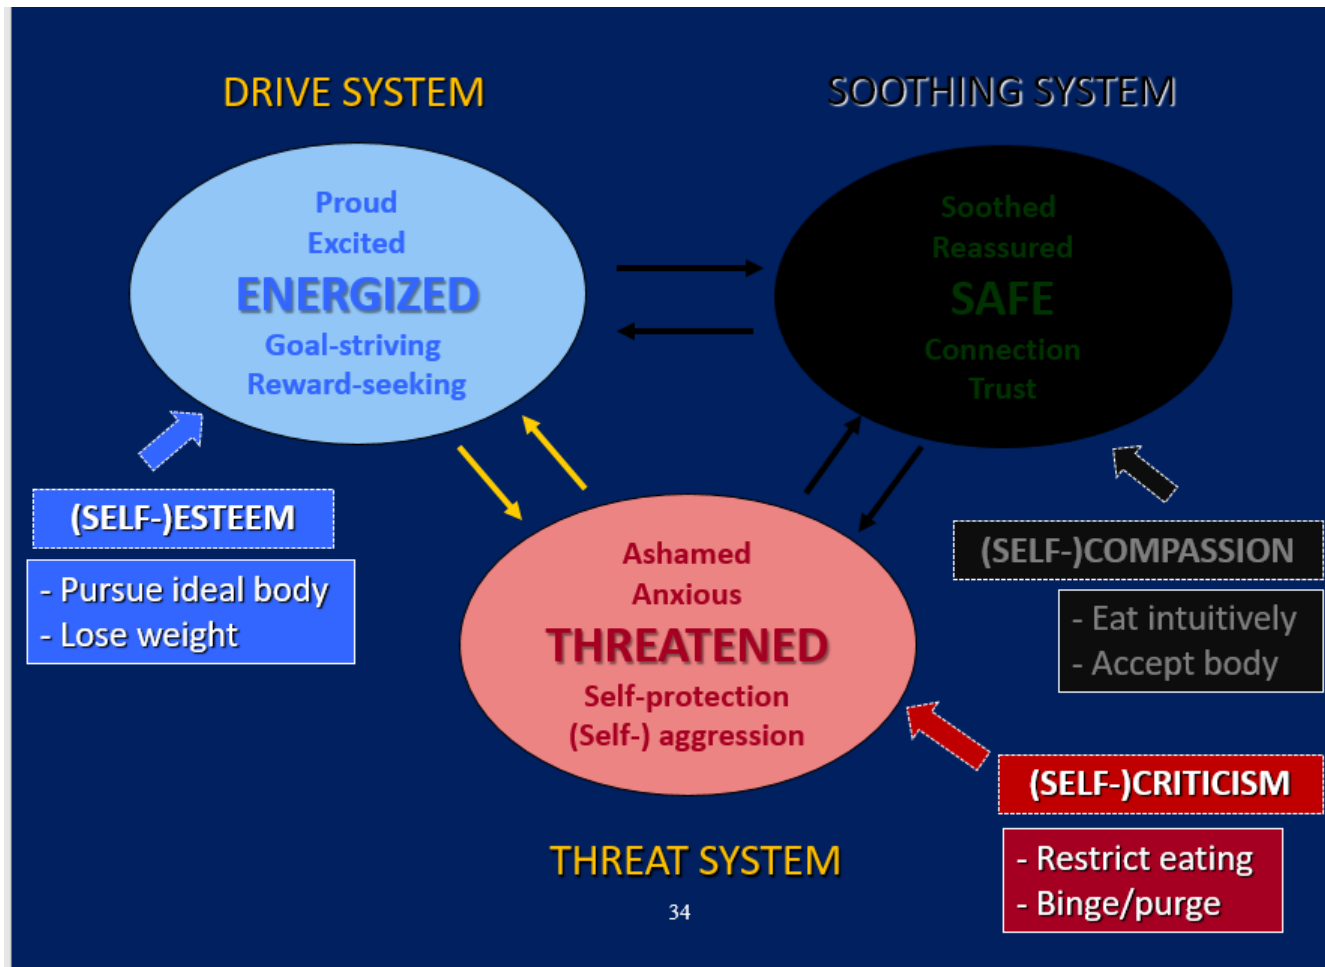 DRIVE SYSTEM
SOOTHING SYSTEM
Proud
Excited
ENERGIZED
Goal-striving
Reward-seeking
Soothed
Reassured
SAFE
Connection
Trust
(SELF-)ESTEEM
- Pursue ideal body
- Lose weight
Ashamed
Anxious
THREATENED
Self-protection
(Self-) aggression
(SELF-)COMPASSION
- Eat intuitively
- Accept body
(SELF-)CRITICISM
- Restrict eating
- Binge/purge
THREAT SYSTEM
34